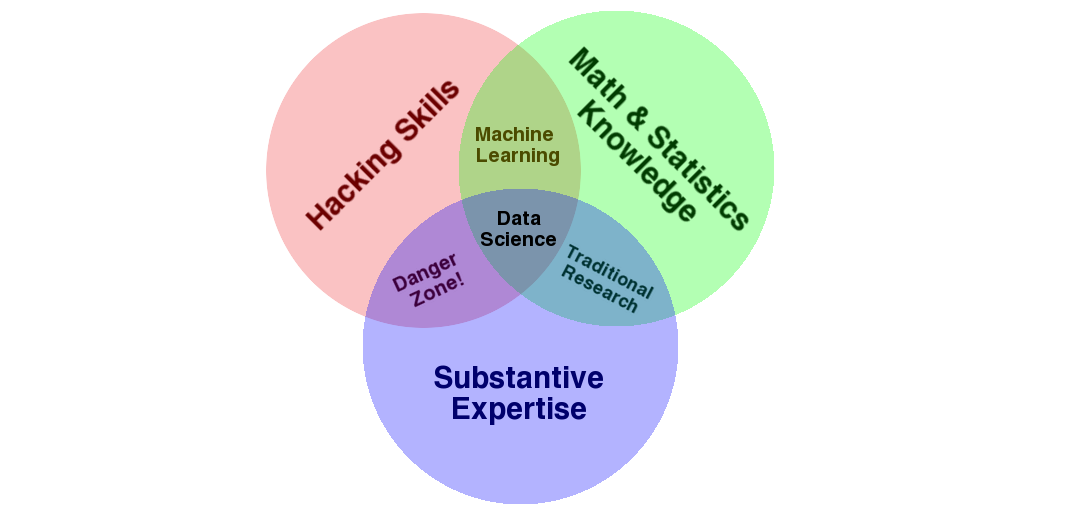 Hacking Skills
Math & Statistics
Knowledge
Machine
Learning
Data
Science
Danger
Zone!
Traditional
Research
Substantive
Expertise